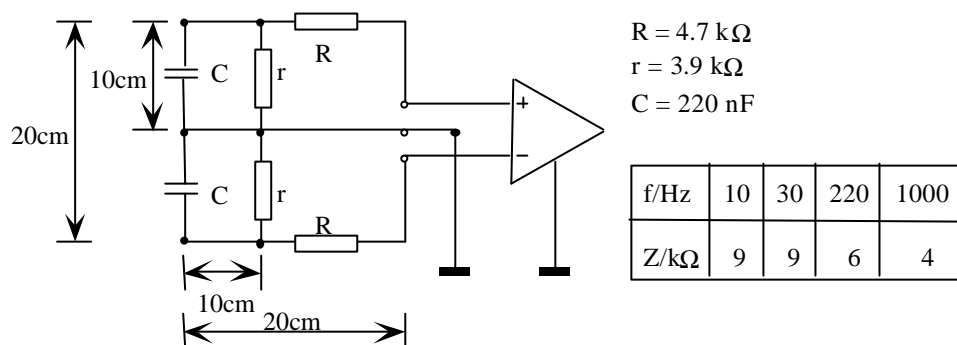 R
R = 4.7 kΩ
10cm
C
r
r = 3.9 kΩ
C = 220 nF
+
20cm
−
C
r
f/Hz 10 30 220 1000
R
Z/kΩ 9 9 6 4
10cm
20cm